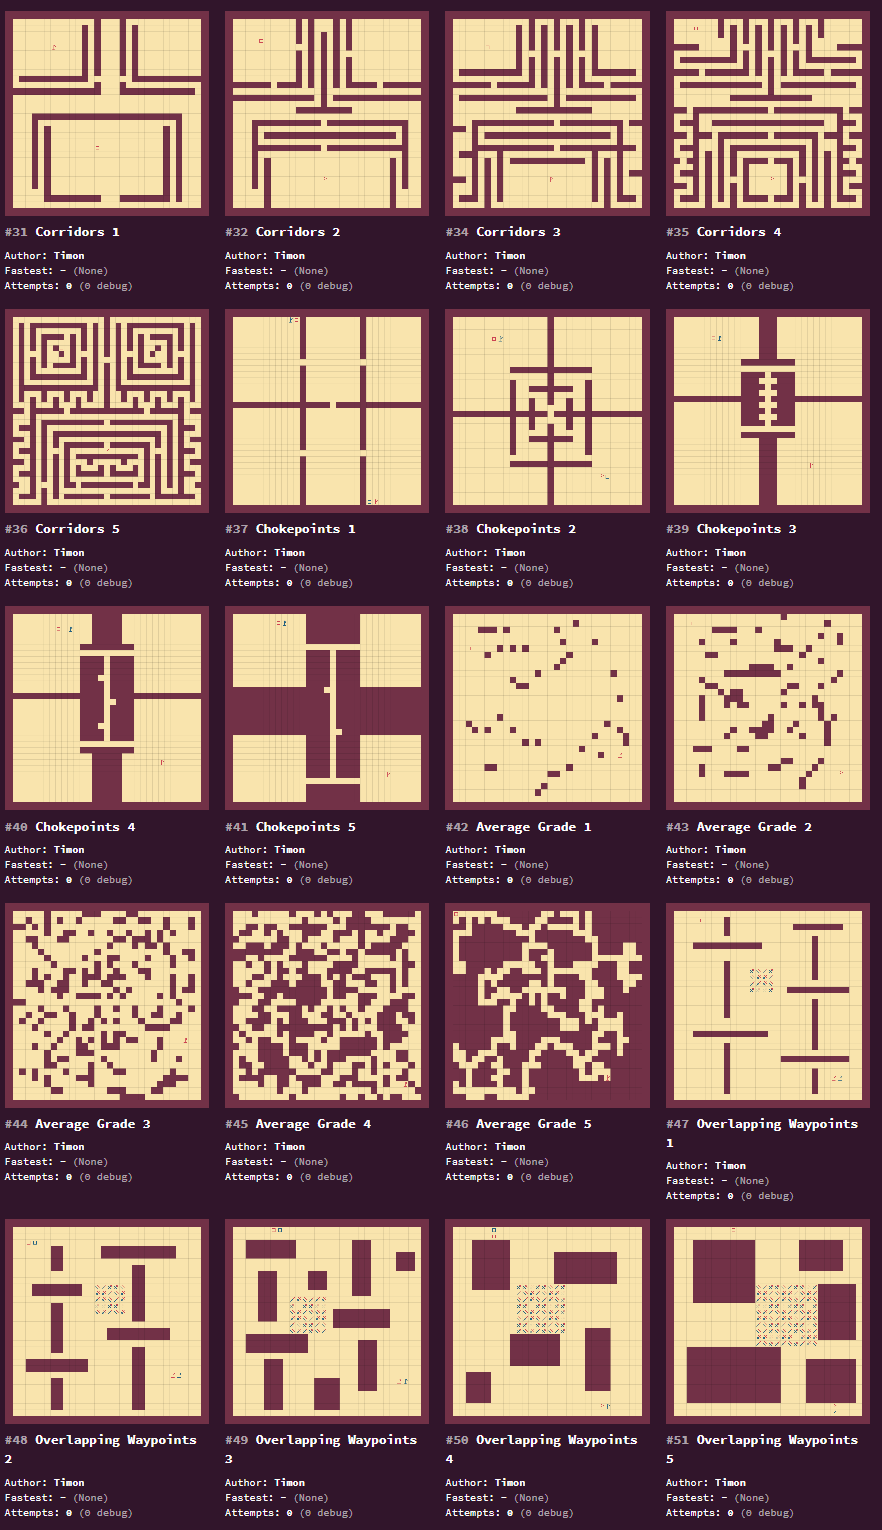 #31 Corridors 1
Author: Timon
Fastest: – (None)
Attempts: 0 (0 debug)
#32 Corridors 2
Author: Timon
Fastest: – (None)
Attempts: 0 (0 debug)
#34 Corridors 3
Author: Timon
Fastest: – (None)
Attempts: 0 (0 debug)
#35 Corridors 4
Author: Timon
Fastest: – (None)
Attempts: 0 (0 debug)
#36 Corridors 5
Author: Timon
Fastest: – (None)
Attempts: 0 (0 debug)
#37 Chokepoints 1
Author: Timon
Fastest: – (None)
Attempts: 0 (0 debug)
#38 Chokepoints 2
Author: Timon
Fastest: – (None)
Attempts: 0 (0 debug)
#39 Chokepoints 3
Author: Timon
Fastest: – (None)
Attempts: 0 (0 debug)
#40 Chokepoints 4
Author: Timon
Fastest: – (None)
Attempts: 0 (0 debug)
#41 Chokepoints 5
Author: Timon
Fastest: – (None)
Attempts: 0 (0 debug)
#42 Average Grade 1
Author: Timon
Fastest: – (None)
Attempts: 0 (0 debug)
#43 Average Grade 2
Author: Timon
Fastest: – (None)
Attempts: 0 (0 debug)
#44 Average Grade 3
Author: Timon
Fastest: – (None)
Attempts: 0 (0 debug)
#45 Average Grade 4
Author: Timon
Fastest: – (None)
Attempts: 0 (0 debug)
#46 Average Grade 5
Author: Timon
Fastest: – (None)
Attempts: 0 (0 debug)
#47 Overlapping Waypoints
1
Author: Timon
Fastest: – (None)
Attempts: 0 (0 debug)
#48 Overlapping Waypoints
2
Author: Timon
Fastest: – (None)
Attempts: 0 (0 debug)
#49 Overlapping Waypoints
3
Author: Timon
Fastest: – (None)
Attempts: 0 (0 debug)
#50 Overlapping Waypoints
4
Author: Timon
Fastest: – (None)
Attempts: 0 (0 debug)
#51 Overlapping Waypoints
5
Author: Timon
Fastest: – (None)
Attempts: 0 (0 debug)